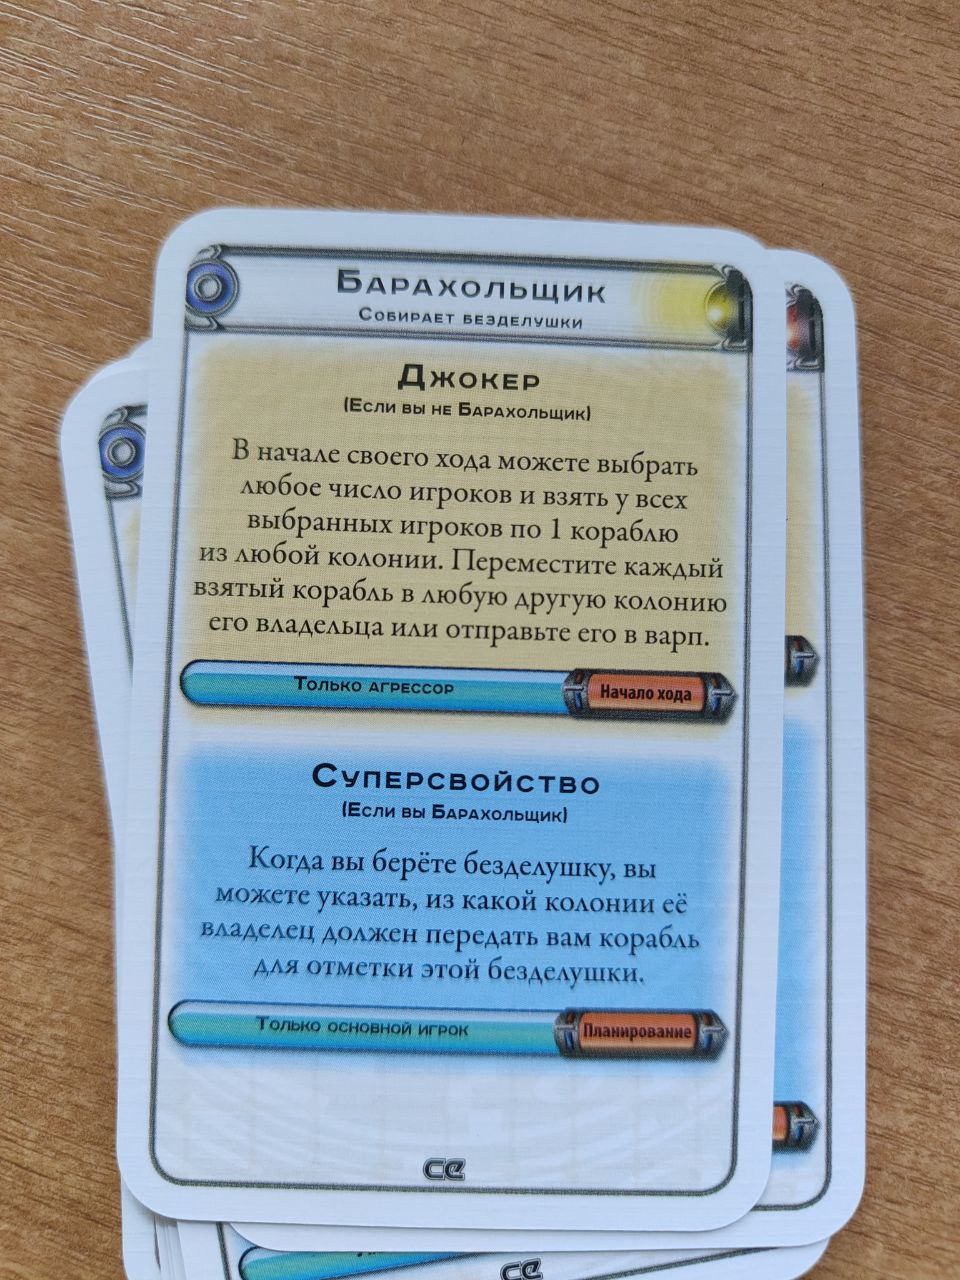 Барахольщик
Собирает безделушки
Джокер
(Если вы не Барахольщик)
В начале своего хода можете выбрать
любое число игроков и взять у всех
выбранных игроков по 1 кораблю
из любой колонии. Переместите каждый
взятый корабль в любую другую колонию
его владельца или отправьте его в варп.
Только агрессор
Начало хода
Суперсвойство
(Если вы Барахольщик)
Когда вы берёте безделушку, вы
можете указать, из какой колонии её
владелец должен передать вам корабль
для отметки этой безделушки.
Только основной игрок
Планирование
ce
ce